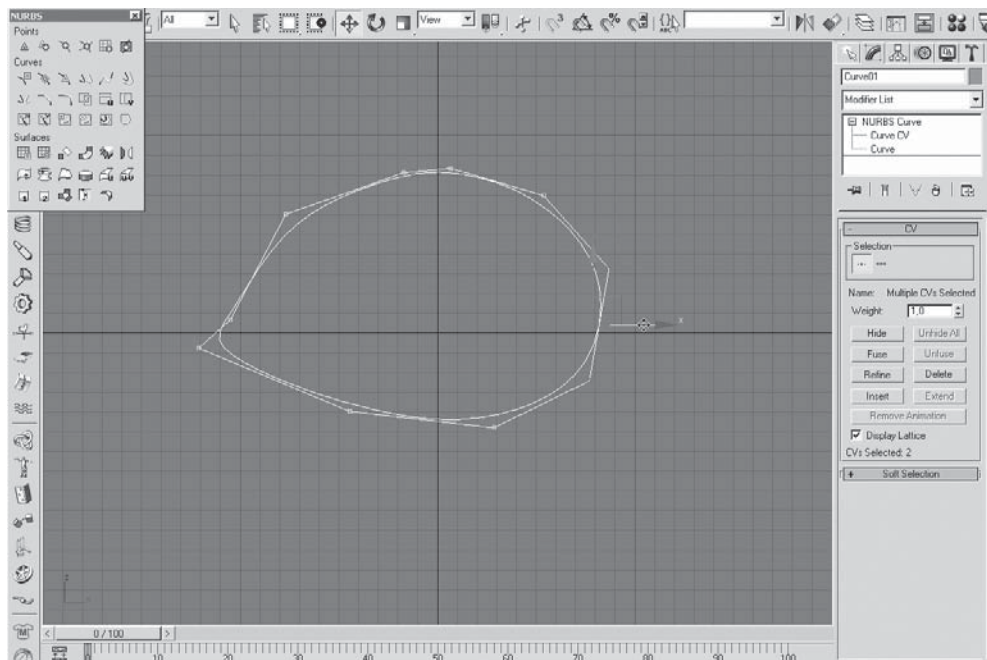 NURBS
Points
Curves
Surfaces
All
View
ABC
Curve01
Modifier List
NURBS Curve
Curve CV
Curve
- CV
Selection
Name: Multiple CVs Selected
Weight: 1,0
Hide Unhide All
Fuse Unfuse
Refine Delete
Insert Extend
Remove Animation
Display Lattice
CVs Selected: 2
+ Soft Selection
x
z
< 0 / 100 >
0 10 20 30 40 50 60 70 80 90 100